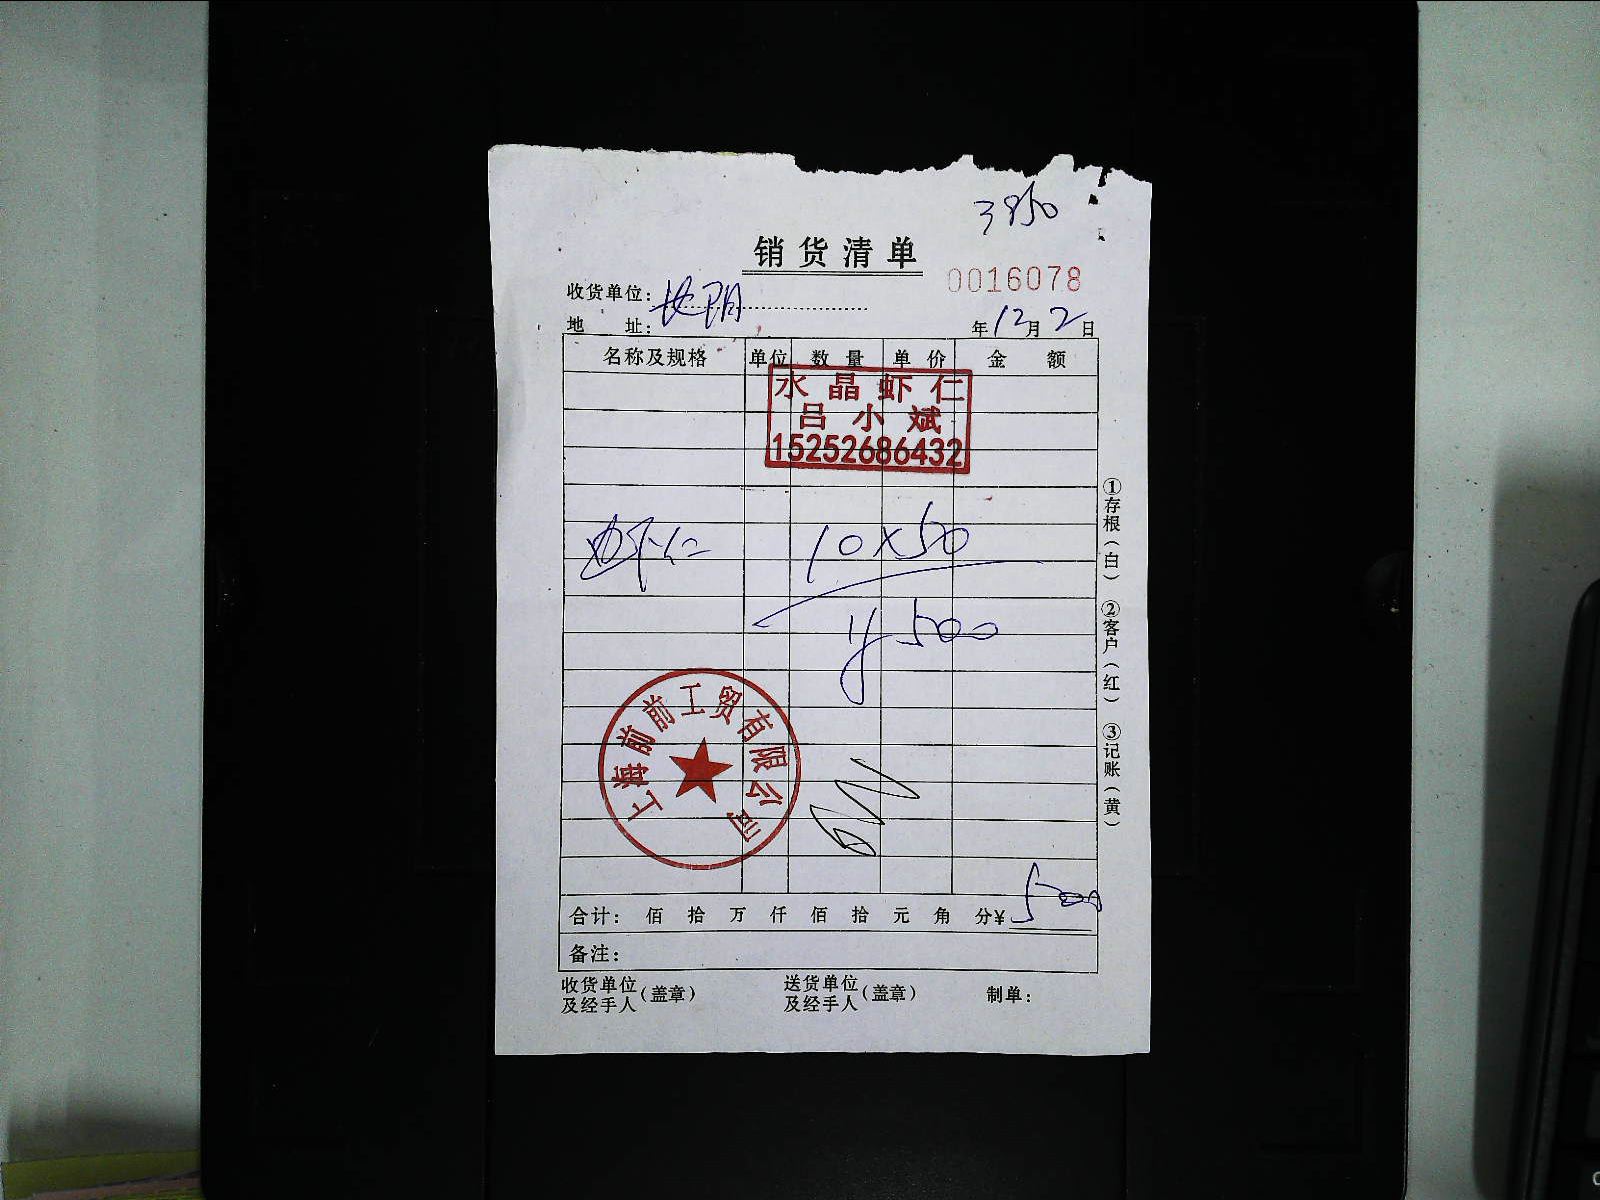 3850
销货清单
0016078
收货单位：
地址： 年12月2日
名称及规格 单位 数量 单价 金额
水晶虾仁
吕小斌
15252686432
虾仁 10×50
¥500
上海前前工贸有限公司
合计： 佰 拾 万 仟 佰 拾 元 角 分¥ 500
备注：
收货单位及经手人（盖章） 送货单位及经手人（盖章） 制单：
①存根（白） ②客户（红） ③记账（黄）